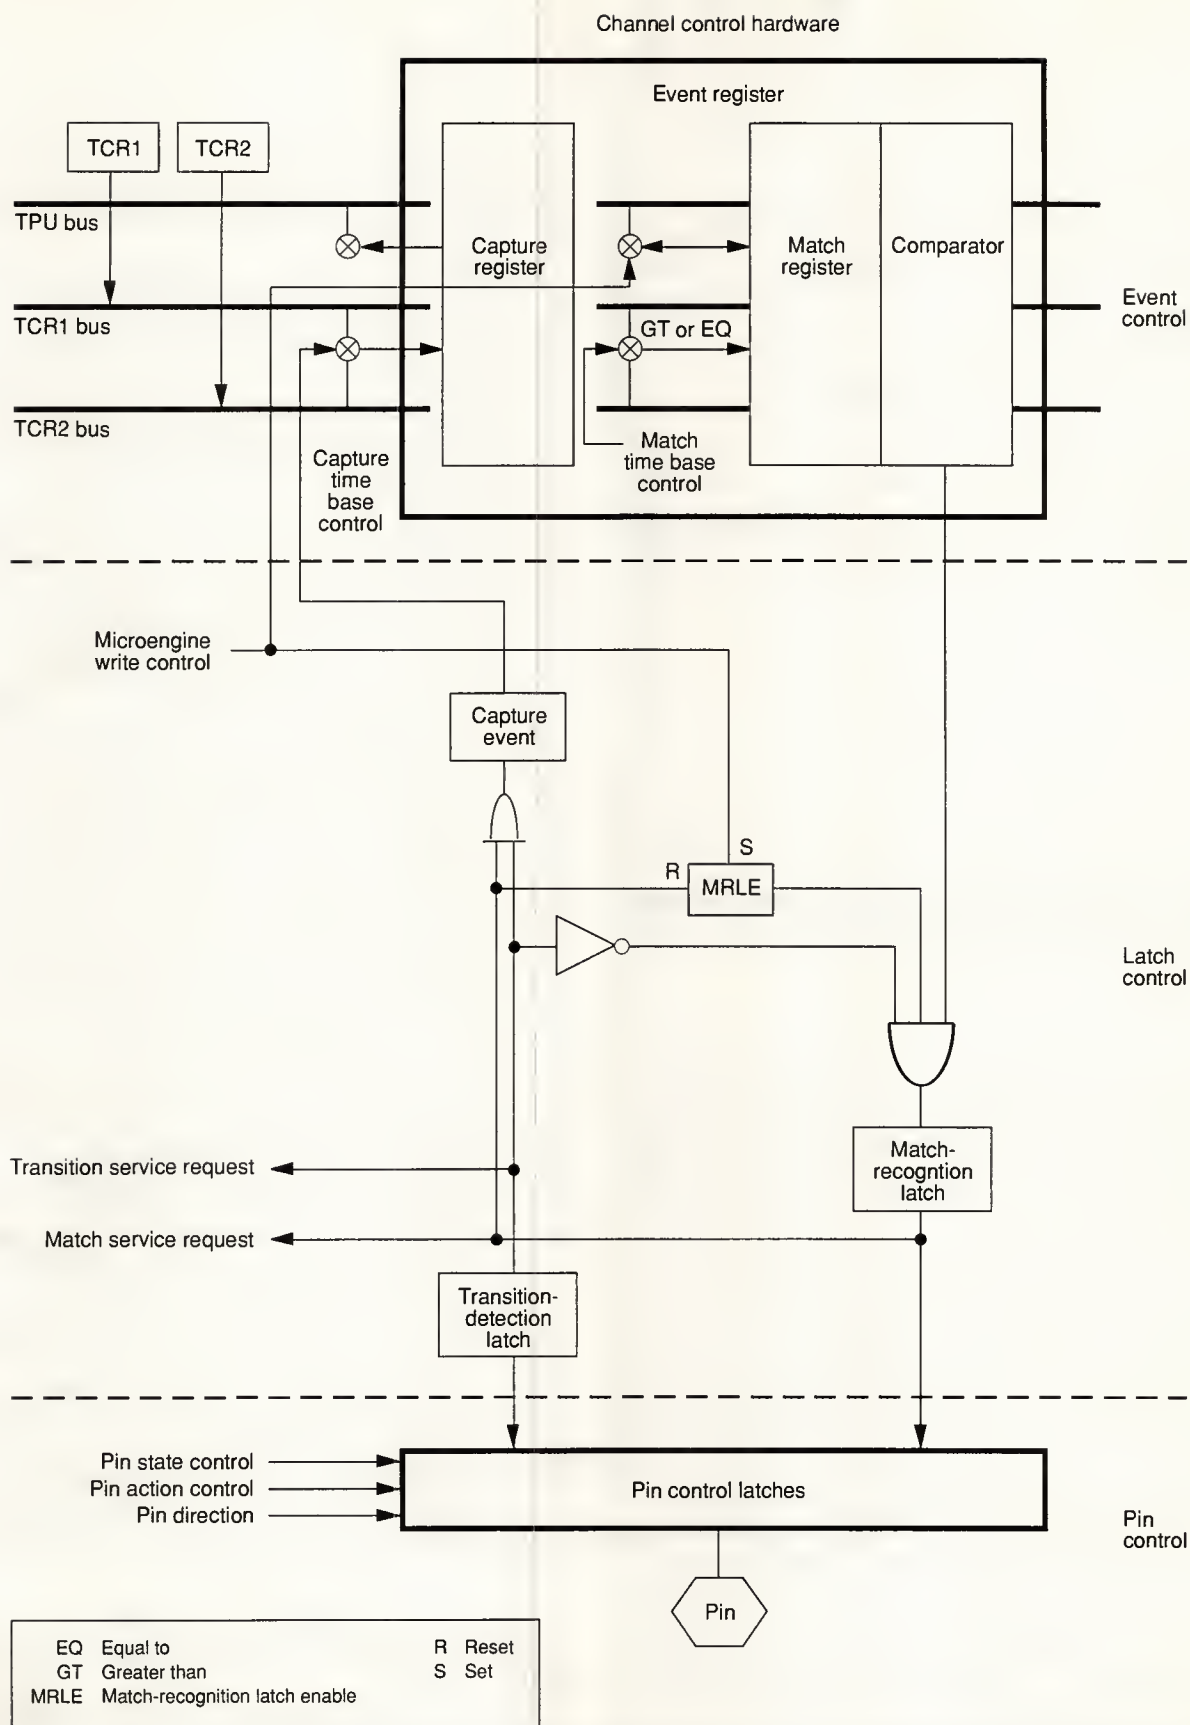 Channel control hardware
Event register
TCR1
TCR2
TPU bus
Capture
register
Match
register
Comparator
Event
control
TCR1 bus
GT or EQ
TCR2 bus
Capture
time
base
control
Match
time base
control
Microengine
write control
Capture
event
S
R
MRLE
Latch
control
Match-
recogntion
latch
Transition service request
Match service request
Transition-
detection
latch
Pin state control
Pin action control
Pin direction
Pin control latches
Pin
control
Pin
EQ Equal to
R Reset
GT Greater than
S Set
MRLE Match-recognition latch enable